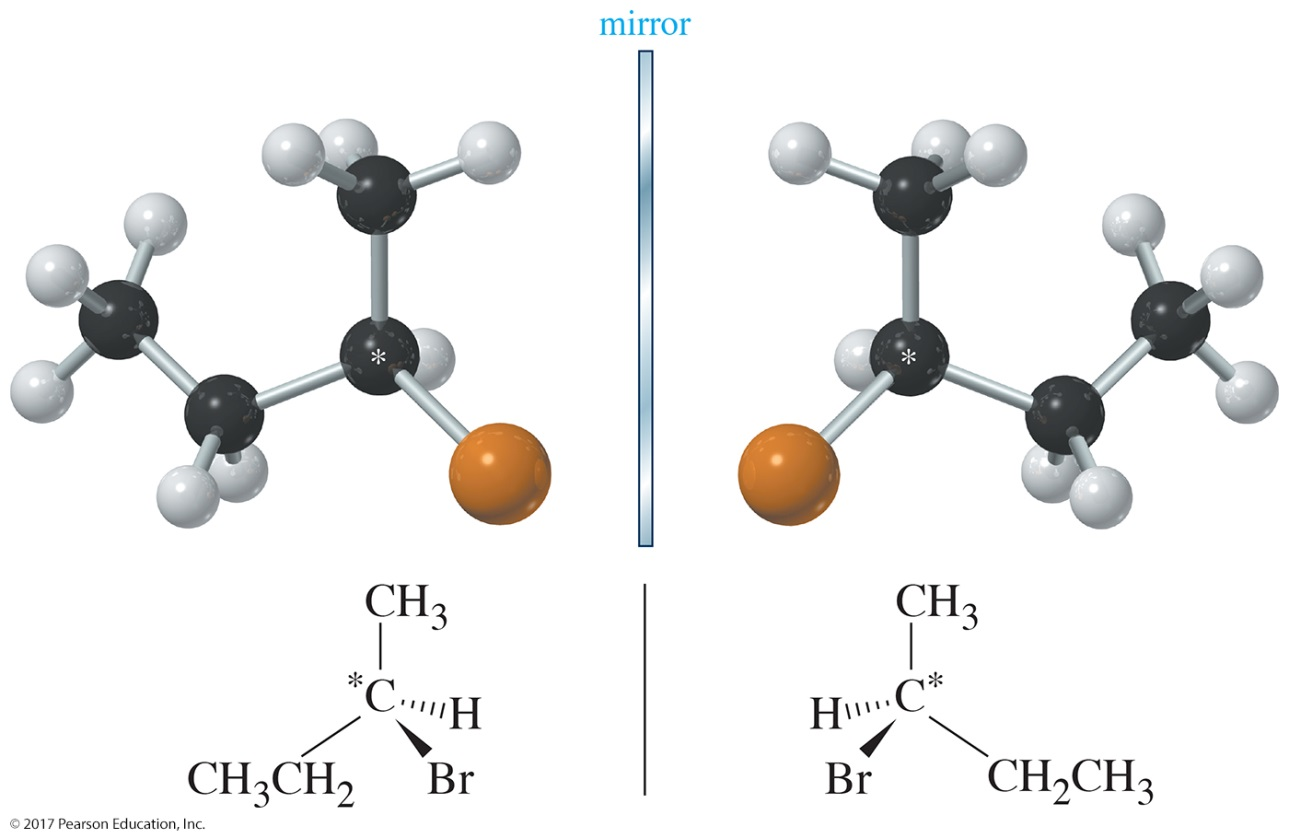 mirror
*
*
CH3
CH3
*C H
H C*
CH3CH2 Br
Br CH2CH3
© 2017 Pearson Education, Inc.